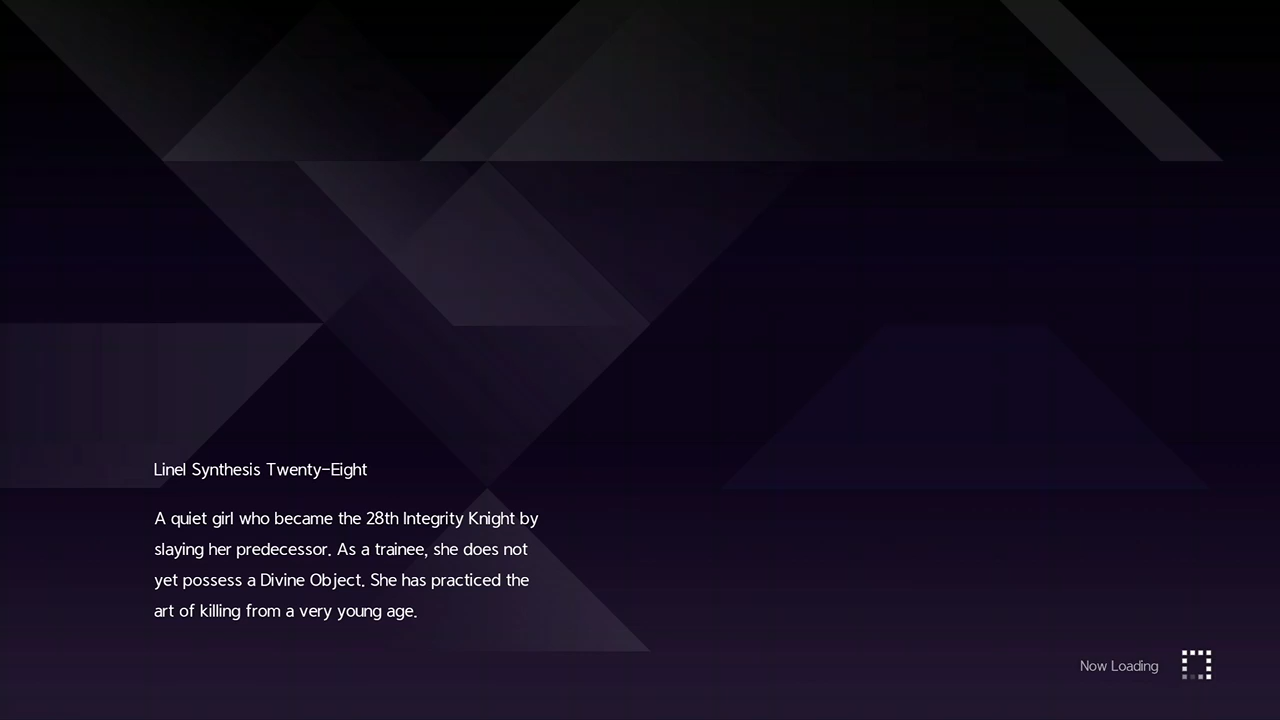 Linel Synthesis Twenty-Eight
A quiet girl who became the 28th Integrity Knight by
slaying her predecessor. As a trainee, she does not
yet possess a Divine Object. She has practiced the
art of killing from a very young age.
Now Loading